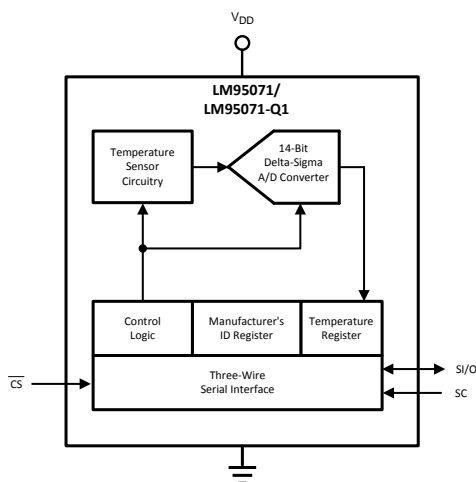 VDD
LM95071/
LM95071-Q1
Temperature
Sensor
Circuitry
14-Bit
Delta-Sigma
A/D Converter
Control
Logic
Manufacturer's
ID Register
Temperature
Register
Three-Wire
Serial Interface
CS
SI/O
SC